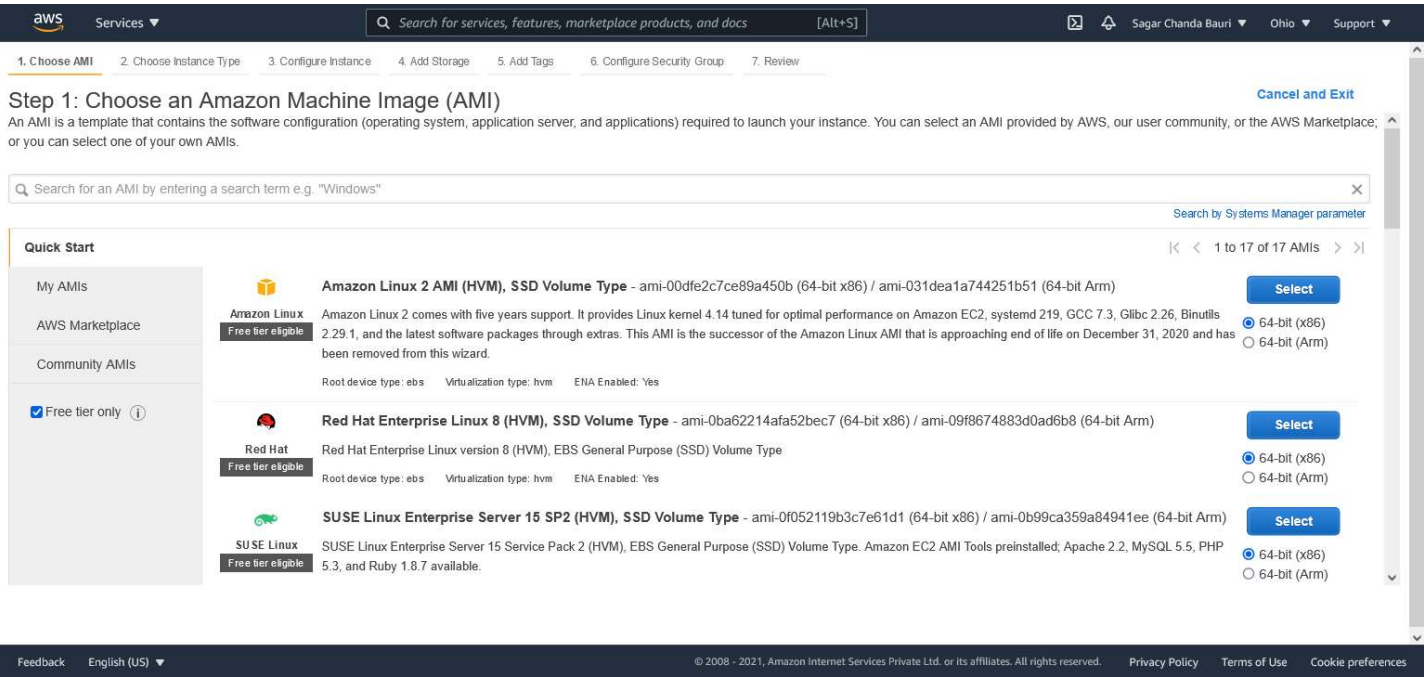 aws Services ▼ Search for services, features, marketplace products, and docs [Alt+S] Sagar Chanda Bauri ▼ Ohio ▼ Support ▼
1. Choose AMI 2. Choose Instance Type 3. Configure Instance 4. Add Storage 5. Add Tags 6. Configure Security Group 7. Review
Step 1: Choose an Amazon Machine Image (AMI) Cancel and Exit
An AMI is a template that contains the software configuration (operating system, application server, and applications) required to launch your instance. You can select an AMI provided by AWS, our user community, or the AWS Marketplace;
or you can select one of your own AMIs.
Search for an AMI by entering a search term e.g. "Windows"
Search by Systems Manager parameter
Quick Start 1 to 17 of 17 AMIs
My AMIs
AWS Marketplace
Community AMIs
Free tier only
Amazon Linux
Free tier eligible
Amazon Linux 2 AMI (HVM), SSD Volume Type - ami-00dfe2c7ce89a450b (64-bit x86) / ami-031dea1a744251b51 (64-bit Arm)
Amazon Linux 2 comes with five years support. It provides Linux kernel 4.14 tuned for optimal performance on Amazon EC2, systemd 219, GCC 7.3, Glibc 2.26, Binutils
2.29.1, and the latest software packages through extras. This AMI is the successor of the Amazon Linux AMI that is approaching end of life on December 31, 2020 and has
been removed from this wizard.
Root device type: ebs Virtualization type: hvm ENA Enabled: Yes
Select
64-bit (x86)
64-bit (Arm)
Red Hat
Free tier eligible
Red Hat Enterprise Linux 8 (HVM), SSD Volume Type - ami-0ba62214afa52bec7 (64-bit x86) / ami-09f8674883d0ad6b8 (64-bit Arm)
Red Hat Enterprise Linux version 8 (HVM), EBS General Purpose (SSD) Volume Type
Root device type: ebs Virtualization type: hvm ENA Enabled: Yes
Select
64-bit (x86)
64-bit (Arm)
SUSE Linux
Free tier eligible
SUSE Linux Enterprise Server 15 SP2 (HVM), SSD Volume Type - ami-0f052119b3c7e61d1 (64-bit x86) / ami-0b99ca359a84941ee (64-bit Arm)
SUSE Linux Enterprise Server 15 Service Pack 2 (HVM), EBS General Purpose (SSD) Volume Type. Amazon EC2 AMI Tools preinstalled; Apache 2.2, MySQL 5.5, PHP
5.3, and Ruby 1.8.7 available.
Select
64-bit (x86)
64-bit (Arm)
Feedback English (US) ▼ © 2008 - 2021, Amazon Internet Services Private Ltd. or its affiliates. All rights reserved. Privacy Policy Terms of Use Cookie preferences